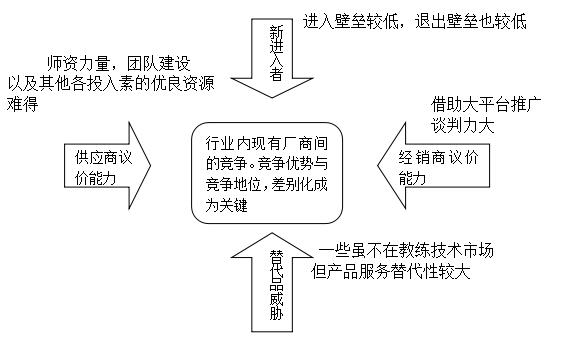 进入壁垒较低，退出壁垒也较低
新进入者
师资力量，团队建设
以及其他各投入素的优良资源
难得
借助大平台推广
谈判力大
供应商议
价能力
行业内现有厂商间
的竞争。竞争优势与
竞争地位，差别化成
为关键
经销商议价
能力
替代品威胁
一些虽不在教练技术市场
但产品服务替代性较大